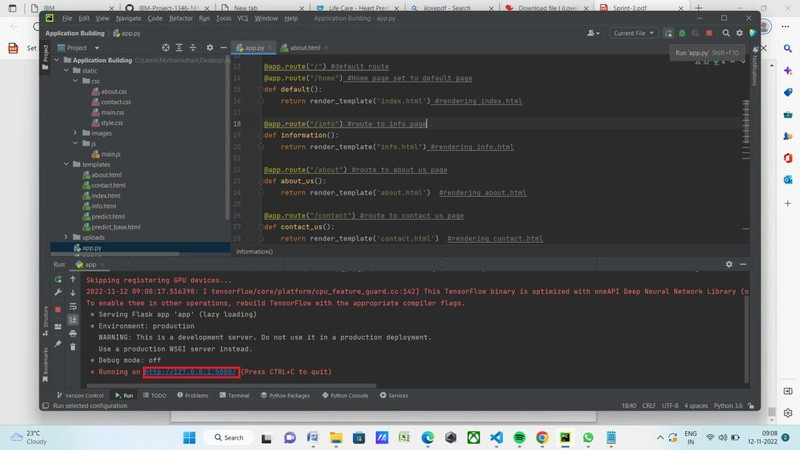 IBM
IBM-Project-1346-16
New tab
Life Care - Heart Pred
ilovepdf - Search
Download file | iLoveP
Sprint-3
File Edit View Navigate Code Refactor Run Tools VCS Window Help
Application Building - app.py
Application Building
app.py
Current File
Run 'app.py' Shift+F10
Project
app.py
about.html
Application Building
static
css
about.css
contact.css
main.css
style.css
images
js
main.js
templates
about.html
contact.html
index.html
info.html
predict.html
predict_base.html
uploads
app.py
@app.route("/") #default route
14 @app.route("/home") #Home page set to default page
15 def default():
16 return render_template('index.html') #rendering index.html
17
18 @app.route("/info") #route to info page
19 def information():
20 return render_template("info.html") #rendering info.html
21
22 @app.route("/about") #route to about us page
23 def about_us():
24 return render_template('about.html') #rendering about.html
25
26 @app.route("/contact") #route to contact us page
27 def contact_us():
28 return render_template('contact.html') #rendering contact.html
information()
Run: app
Skipping registering GPU devices...
2022-11-12 09:08:17.516398: I tensorflow/core/platform/cpu_feature_guard.cc:142] This TensorFlow binary is optimized with oneAPI Deep Neural Network Library (o
To enable them in other operations, rebuild TensorFlow with the appropriate compiler flags.
* Serving Flask app 'app' (lazy loading)
* Environment: production
WARNING: This is a development server. Do not use it in a production deployment.
Use a production WSGI server instead.
* Debug mode: off
* Running on http://127.0.0.1:8000/ (Press CTRL+C to quit)
Structure
Bookmarks
Notifications
Version Control Run TODO Problems Terminal Python Packages Python Console Services
Run selected configuration
18:40 CRLF UTF-8 4 spaces Python 3.6
23°C
Cloudy
Search
ENG
IN
09:08
12-11-2022